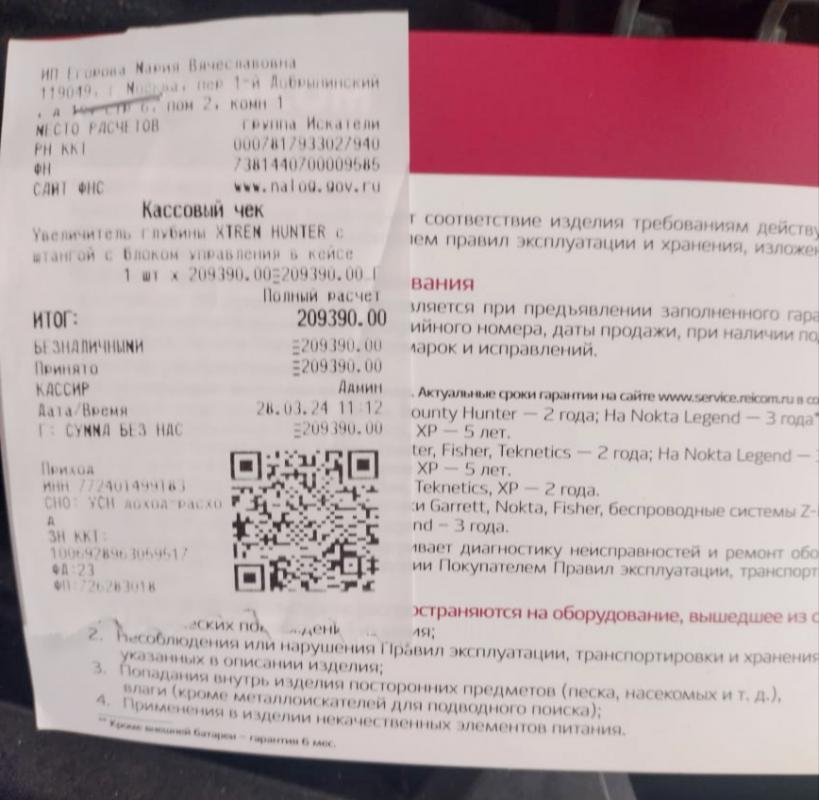 ИП Егорова Мария Вячеславовна
119049, г Москва, пер 1-й Добрынинский
, д стр 6, пом 2, комн 1
МЕСТО РАСЧЕТОВ группа Искатели
РН ККТ 0007817933027940
ФН 7381440700009585
САЙТ ФНС www.nalog.gov.ru
Кассовый чек
Увеличитель глубины XTREN HUNTER с
штангой с блоком управления в кейсе
1 шт х 209390.00≡209390.00 Г
Полный расчет
ИТОГ: 209390.00
БЕЗНАЛИЧНЫМИ ≡209390.00
Принято ≡209390.00
КАССИР Админ
Дата/Время 28.03.24 11:12
Г: СУММА БЕЗ НДС ≡209390.00
Приход
ИНН 772401499183
СНО: УСН доход-расхо
д
ЗН ККТ:
ФД:23
ФП:726283018
т соответствие изделия требованиям действу
ем правил эксплуатации и хранения, изложен
вания
вляется при предъявлении заполненного гара
ийного номера, даты продажи, при наличии по
марок и исправлений.
. Актуальные сроки гарантии на сайте www.service.reicom.ru в со
ounty Hunter — 2 года; На Nokta Legend — 3 года*
XP — 5 лет.
ter, Fisher, Teknetics — 2 года; На Nokta Legend —
XP — 5 лет.
Teknetics, XP — 2 года.
ки Garrett, Nokta, Fisher, беспроводные системы Z-
nd – 3 года.
ивает диагностику неисправностей и ремонт обо
ии Покупателем Правил эксплуатации, транспорт
остраняются на оборудование, вышедшее из с
2. Несоблюдения или нарушения Правил эксплуатации, транспортировки и хранения
указанных в описании изделия;
3. Попадания внутрь изделия посторонних предметов (песка, насекомых и т. д.),
влаги (кроме металлоискателей для подводного поиска);
4. Применения в изделии некачественных элементов питания.
** Кроме внешней батареи – гарантия 6 мес.